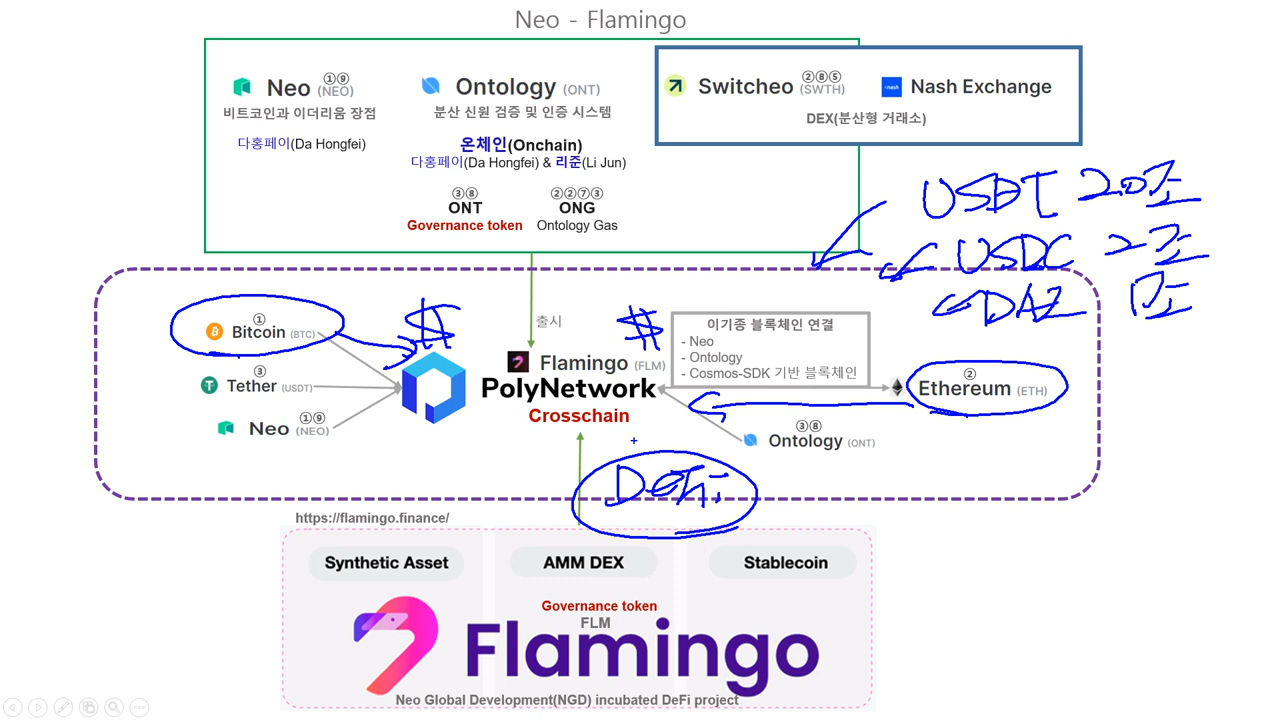 Neo - Flamingo
Neo ①⑨ (NEO)
비트코인과 이더리움 장점
다홍페이(Da Hongfei)
Ontology (ONT)
분산 신원 검증 및 인증 시스템
온체인(Onchain)
다홍페이(Da Hongfei) & 리준(Li Jun)
③⑧
ONT
Governance token
②②⑦③
ONG
Ontology Gas
Switcheo ②⑧⑤ (SWTH)
Nash Exchange
DEX(분산형 거래소)
USDT 20조
USDC 2조
DAI 1조
출시
①
Bitcoin (BTC)
③
Tether (USDT)
Neo ①⑨ (NEO)
$
Flamingo (FLM)
PolyNetwork
Crosschain
$
이기종 블록체인 연결
- Neo
- Ontology
- Cosmos-SDK 기반 블록체인
②
Ethereum (ETH)
③⑧
Ontology (ONT)
DeFi
https://flamingo.finance/
Synthetic Asset
AMM DEX
Stablecoin
Governance token
FLM
Flamingo
Neo Global Development(NGD) incubated DeFi project